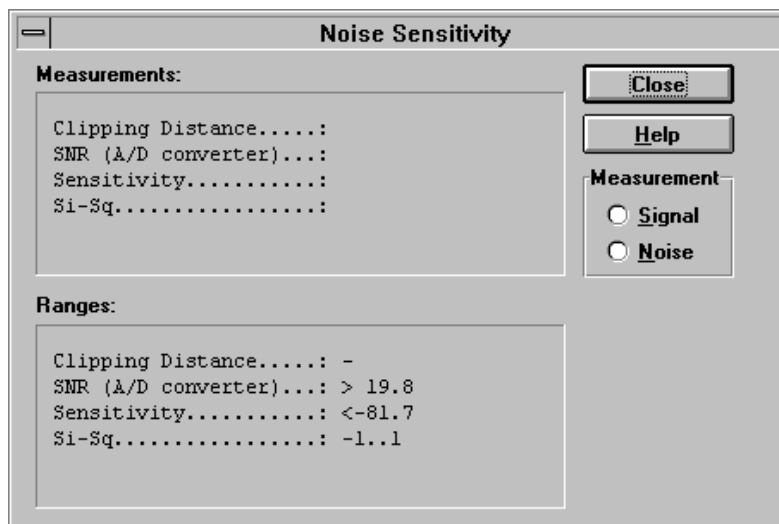 Noise Sensitivity
Measurements:
Clipping Distance.....:
SNR (A/D converter)...:
Sensitivity...........:
Si-Sq.................:
Close
Help
Measurement
Signal
Noise
Ranges:
Clipping Distance.....: -
SNR (A/D converter)...: > 19.8
Sensitivity...........: <-81.7
Si-Sq.................: -1..1